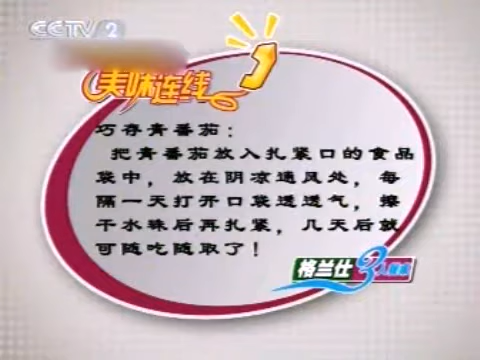 CCTV 2
美味连线
巧存青番茄:
把青番茄放入扎紧口的食品
袋中,放在阴凉通风处,每
隔一天打开口袋透透气,擦
干水珠后再扎紧,几天后就
可随吃随取了!
格兰仕